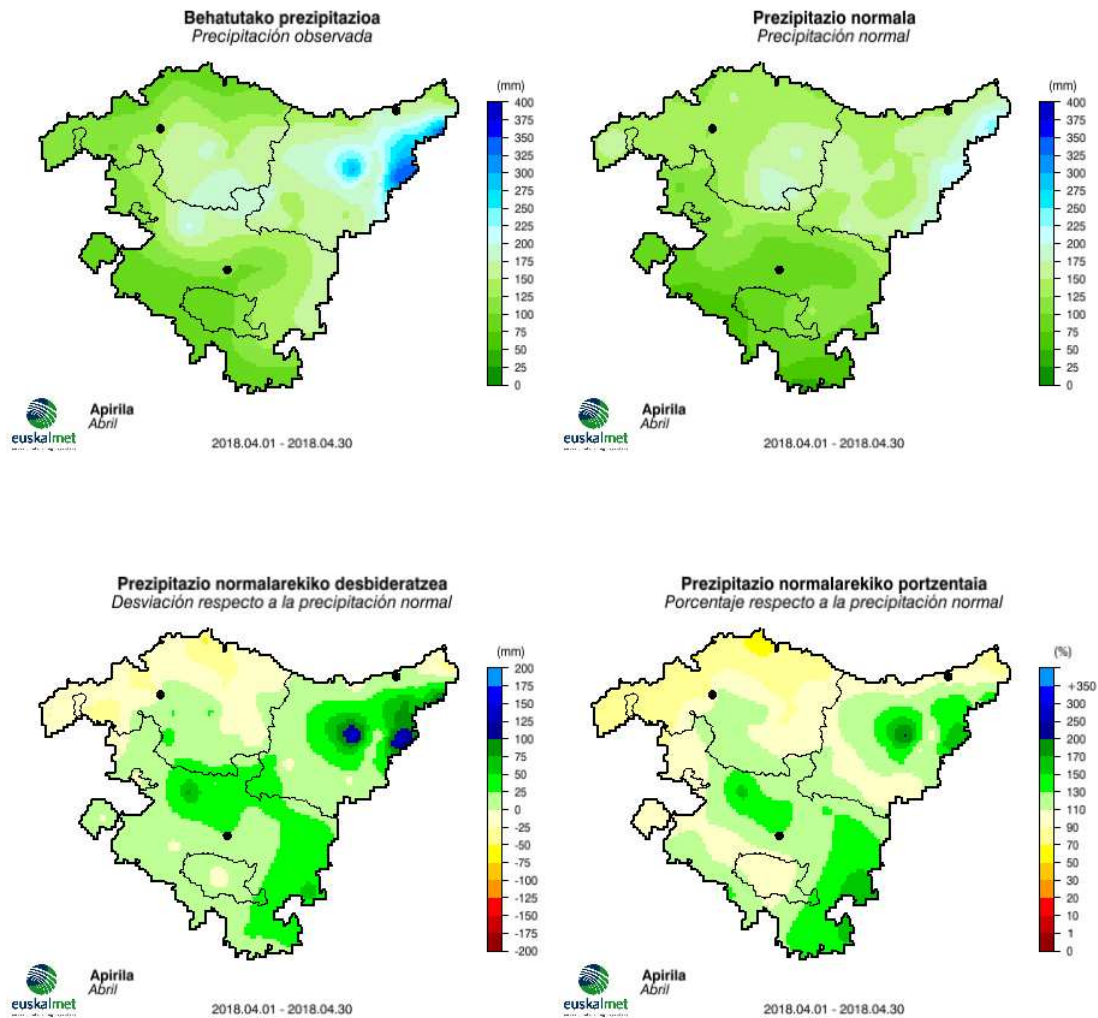 Behatutako prezipitazioa
Precipitación observada
(mm)
400
375
350
325
300
275
250
225
200
175
150
125
100
75
50
25
0
euskalmet
Apirila
Abril
2018.04.01 - 2018.04.30
Prezipitazio normala
Precipitación normal
(mm)
400
375
350
325
300
275
250
225
200
175
150
125
100
75
50
25
0
euskalmet
Apirila
Abril
2018.04.01 - 2018.04.30
Prezipitazio normalarekiko desbideratzea
Desviación respecto a la precipitación normal
(mm)
200
175
150
125
100
75
50
25
0
-25
-50
-75
-100
-125
-150
-175
-200
euskalmet
Apirila
Abril
2018.04.01 - 2018.04.30
Prezipitazio normalarekiko portzentaia
Porcentaje respecto a la precipitación normal
(%)
+350
300
250
200
170
150
130
110
90
70
50
30
20
10
1
0
euskalmet
Apirila
Abril
2018.04.01 - 2018.04.30